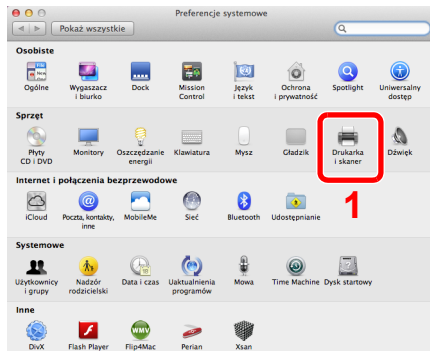 Preferencje systemowe
Pokaż wszystkie
Osobiste
Ogólne
Wygaszacz i biurko
Dock
Mission Control
Język i tekst
Ochrona i prywatność
Spotlight
Uniwersalny dostęp
Sprzęt
Płyty CD i DVD
Monitory
Oszczędzanie energii
Klawiatura
Mysz
Gładzik
Drukarka i skaner
Dźwięk
1
Internet i połączenia bezprzewodowe
iCloud
Poczta, kontakty, inne
MobileMe
Sieć
Bluetooth
Udostępnianie
Systemowe
Użytkownicy i grupy
Nadzór rodzicielski
Data i czas
Uaktualnienia programów
Mowa
Time Machine
Dysk startowy
Inne
DivX
Flash Player
WMV
Flip4Mac
Perian
Xsan